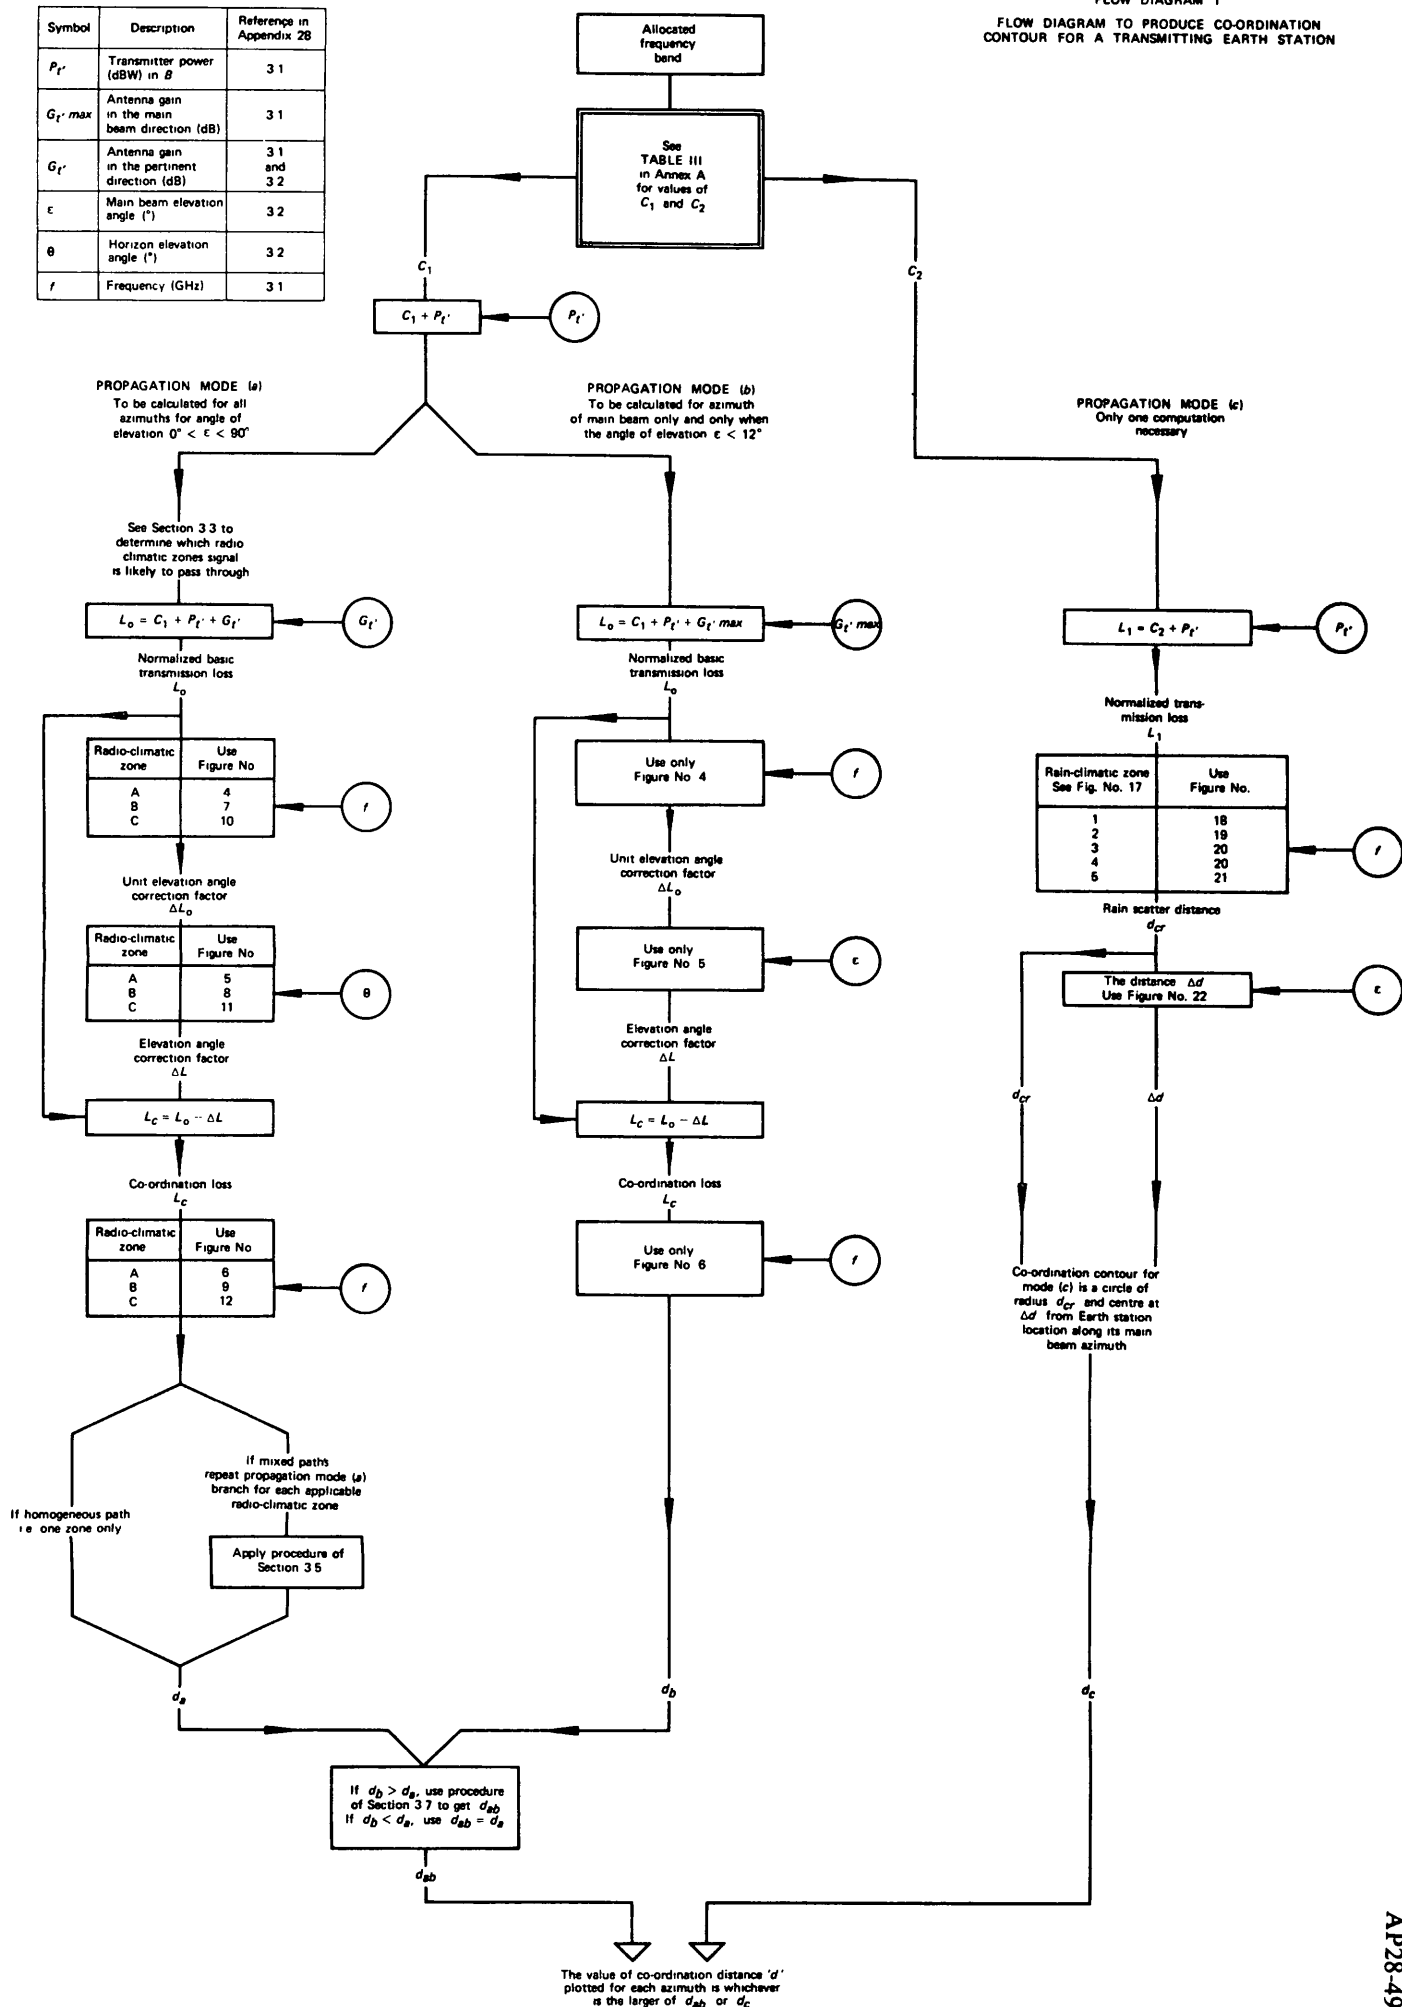 FLOW DIAGRAM 1
FLOW DIAGRAM TO PRODUCE CO-ORDINATION
CONTOUR FOR A TRANSMITTING EARTH STATION
Symbol Description Reference in
Appendix 28
Pt' Transmitter power
(dBW) in B 3 1
Gt' max Antenna gain
in the main
beam direction (dB) 3 1
Gt' Antenna gain
in the pertinent
direction (dB) 3 1
and
3 2
ε Main beam elevation
angle (°) 3 2
θ Horizon elevation
angle (°) 3 2
f Frequency (GHz) 3 1
Allocated
frequency
band
See
TABLE III
in Annex A
for values of
C1 and C2
C1
C2
C1 + Pt'
Pt'
PROPAGATION MODE (a)
To be calculated for all
azimuths for angle of
elevation 0° < ε < 90°
See Section 3 3 to
determine which radio
climatic zones signal
is likely to pass through
Lo = C1 + Pt' + Gt'
Gt'
Normalized basic
transmission loss
Lo
Radio-climatic
zone Use
Figure No
A 4
B 7
C 10
f
Unit elevation angle
correction factor
ΔLo
Radio-climatic
zone Use
Figure No
A 5
B 8
C 11
θ
Elevation angle
correction factor
ΔL
Lc = Lo - ΔL
Co-ordination loss
Lc
Radio-climatic
zone Use
Figure No
A 6
B 9
C 12
f
If homogeneous path
i e one zone only
If mixed paths
repeat propagation mode (a)
branch for each applicable
radio-climatic zone
Apply procedure of
Section 3 5
da
PROPAGATION MODE (b)
To be calculated for azimuth
of main beam only and only when
the angle of elevation ε < 12°
Lo = C1 + Pt' + Gt' max
Gt' max
Normalized basic
transmission loss
Lo
Use only
Figure No 4
f
Unit elevation angle
correction factor
ΔLo
Use only
Figure No 5
ε
Elevation angle
correction factor
ΔL
Lc = Lo - ΔL
Co-ordination loss
Lc
Use only
Figure No 6
f
db
PROPAGATION MODE (c)
Only one computation
necessary
L1 = C2 + Pt'
Pt'
Normalized trans-
mission loss
L1
Rain-climatic zone
See Fig. No. 17 Use
Figure No.
1 18
2 19
3 20
4 20
5 21
f
Rain scatter distance
dcr
The distance Δd
Use Figure No. 22
ε
dcr
Δd
Co-ordination contour for
mode (c) is a circle of
radius dcr and centre at
Δd from Earth station
location along its main
beam azimuth
dc
If db > da, use procedure
of Section 3 7 to get dab
If db < da, use dab = da
dab
The value of co-ordination distance 'd'
plotted for each azimuth is whichever
is the larger of dab or dc
AP28-49